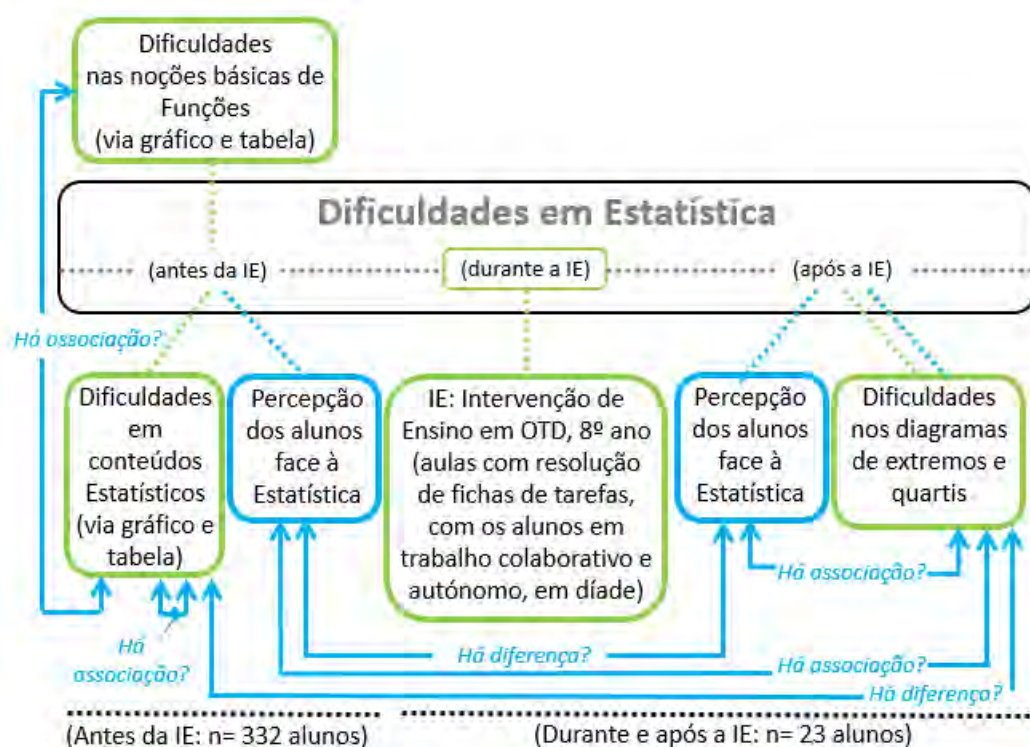 Dificuldades
nas noções básicas de
Funções
(via gráfico e tabela)
Dificuldades em Estatística
(antes da IE)
(durante a IE)
(após a IE)
Há associação?
Dificuldades
em
conteúdos
Estatísticos
(via gráfico e
tabela)
Percepção
dos alunos
face à
Estatística
IE: Intervenção de
Ensino em OTD, 8º ano
(aulas com resolução
de fichas de tarefas,
com os alunos em
trabalho colaborativo e
autónomo, em díade)
Percepção
dos alunos
face à
Estatística
Dificuldades
nos diagramas
de extremos e
quartis
Há associação?
Há
associação?
Há diferença?
Há associação?
Há diferença?
(Antes da IE: n= 332 alunos)
(Durante e após a IE: n= 23 alunos)